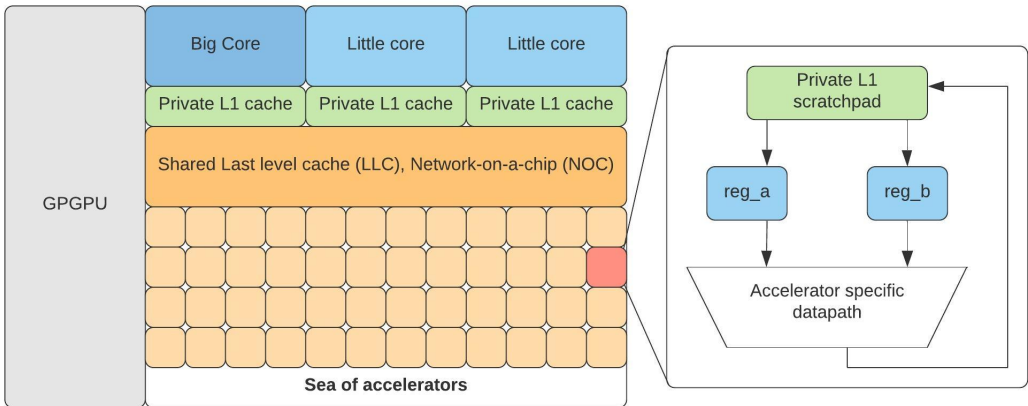 GPGPU
Big Core
Little core
Little core
Private L1 cache
Private L1 cache
Private L1 cache
Shared Last level cache (LLC), Network-on-a-chip (NOC)
Sea of accelerators
Private L1
scratchpad
reg_a
reg_b
Accelerator specific
datapath